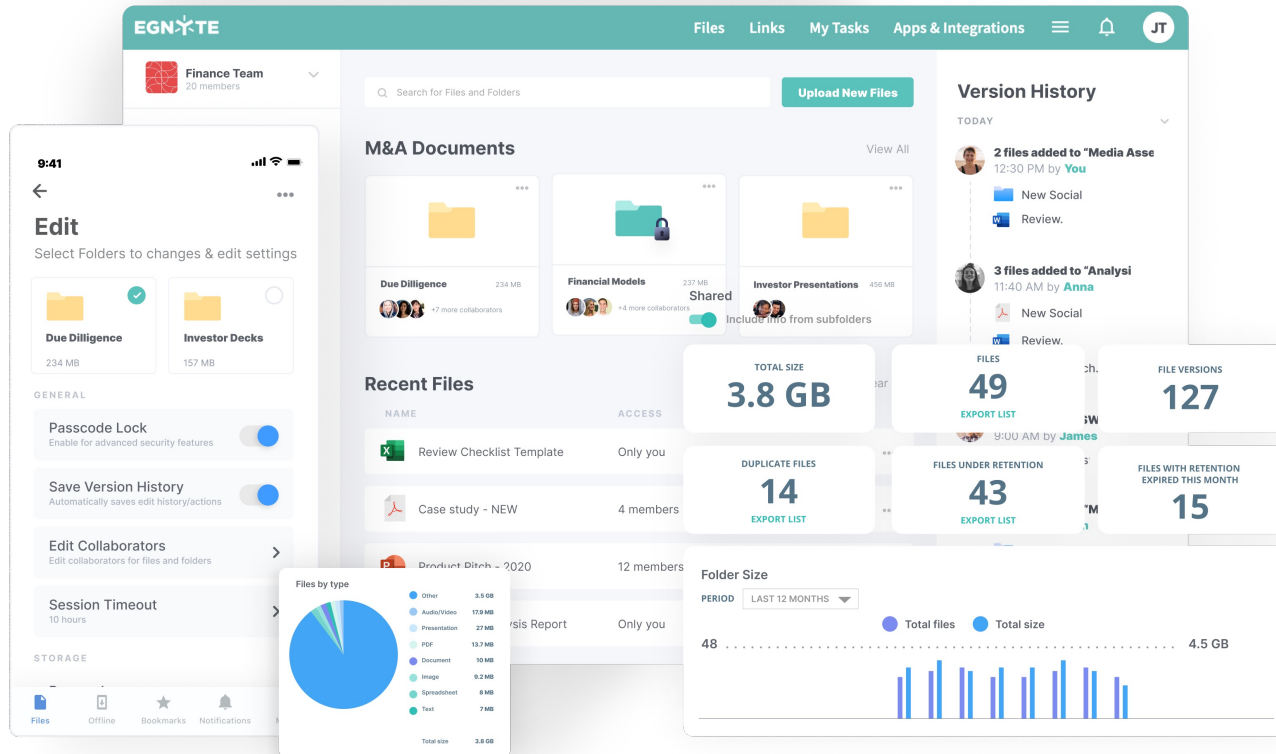 EGNYTE
Files
Links
My Tasks
Apps & Integrations
JT
Finance Team
20 members
Search for Files and Folders
Upload New Files
M&A Documents
View All
Due Dilligence
234 MB
+7 more collaborators
Financial Models
237 MB
+4 more collaborators
Investor Presentations
456 MB
Shared
Include info from subfolders
Recent Files
NAME
ACCESS
Review Checklist Template
Only you
Case study - NEW
4 members
Product Pitch - 2020
12 members
ysis Report
Only you
Version History
TODAY
2 files added to “Media Asse
12:30 PM by You
New Social
Review.
3 files added to “Analysi
11:40 AM by Anna
New Social
Review.
9:00 AM by James
9:41
Edit
Select Folders to changes & edit settings
Due Dilligence
234 MB
Investor Decks
157 MB
GENERAL
Passcode Lock
Enable for advanced security features
Save Version History
Automatically saves edit history/actions
Edit Collaborators
Edit collaborators for files and folders
Session Timeout
10 hours
STORAGE
Files
Offline
Bookmarks
Notifications
Files by type
Other 3.5 GB
Audio/Video 17.9 MB
Presentation 27 MB
PDF 13.7 MB
Document 10 MB
Image 9.2 MB
Spreadsheet 8 MB
Text 7 MB
Total size 3.8 GB
TOTAL SIZE
3.8 GB
FILES
49
EXPORT LIST
FILE VERSIONS
127
DUPLICATE FILES
14
EXPORT LIST
FILES UNDER RETENTION
43
EXPORT LIST
FILES WITH RETENTION
EXPIRED THIS MONTH
15
Folder Size
PERIOD
LAST 12 MONTHS
Total files
Total size
48
4.5 GB